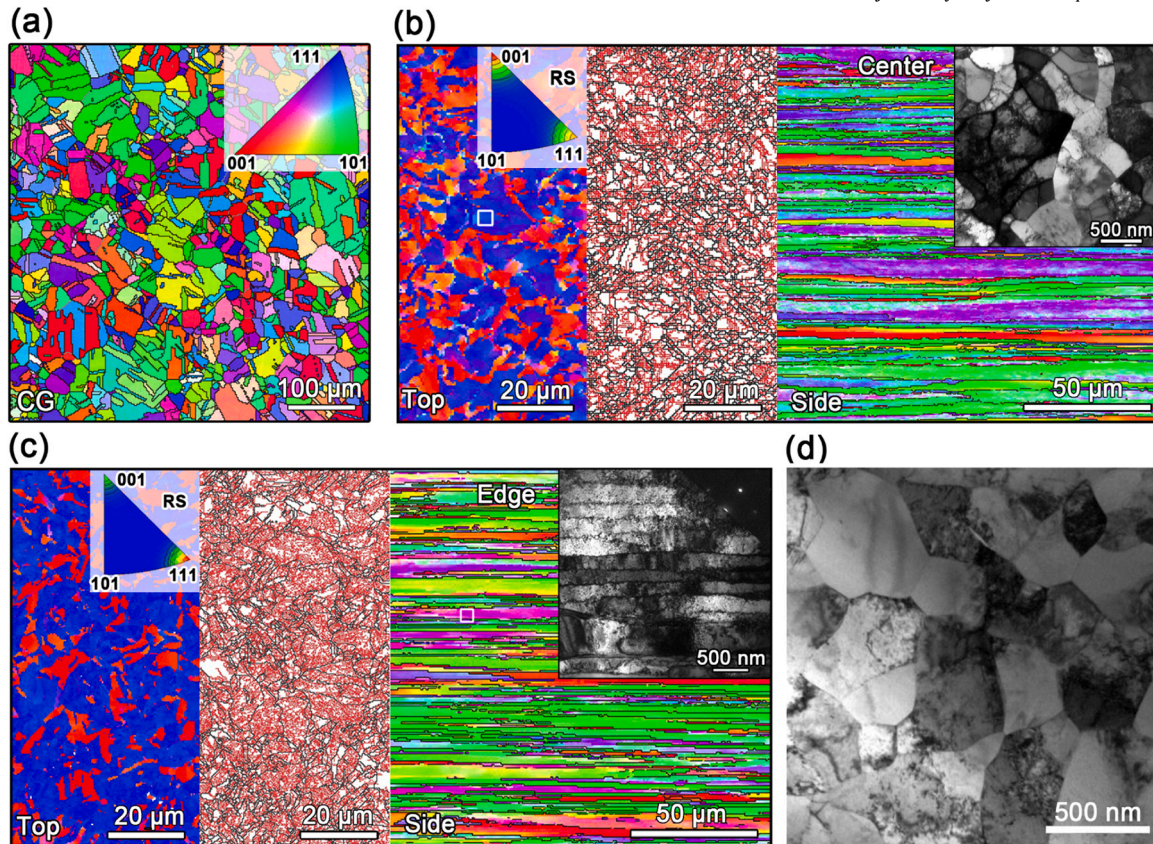 (a)
111
001
101
CG
100 µm
(b)
001
RS
101
111
Top
20 µm
20 µm
Center
Side
50 µm
500 nm
(c)
001
RS
101
111
Top
20 µm
20 µm
Edge
Side
50 µm
500 nm
(d)
500 nm